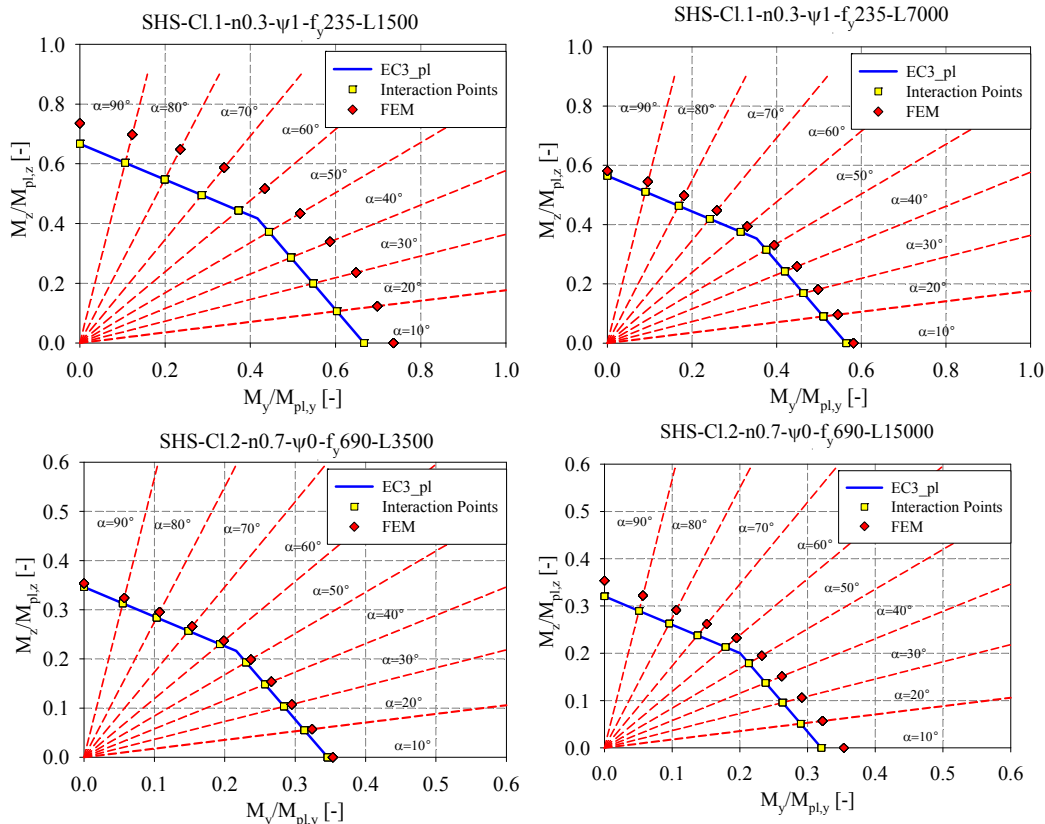 SHS-Cl.1-n0.3-ψ1-fy235-L1500
1.0
0.8
0.6
0.4
0.2
0.0
Mz/Mpl,z [-]
EC3_pl
Interaction Points
FEM
α=90°
α=80°
α=70°
α=60°
α=50°
α=40°
α=30°
α=20°
α=10°
0.0 0.2 0.4 0.6 0.8 1.0
My/Mpl,y [-]
SHS-Cl.1-n0.3-ψ1-fy235-L7000
1.0
0.8
0.6
0.4
0.2
0.0
Mz/Mpl,z [-]
EC3_pl
Interaction Points
FEM
α=90°
α=80°
α=70°
α=60°
α=50°
α=40°
α=30°
α=20°
α=10°
0.0 0.2 0.4 0.6 0.8 1.0
My/Mpl,y [-]
SHS-Cl.2-n0.7-ψ0-fy690-L3500
0.6
0.5
0.4
0.3
0.2
0.1
0.0
Mz/Mpl,z [-]
EC3_pl
Interaction Points
FEM
α=90°
α=80°
α=70°
α=60°
α=50°
α=40°
α=30°
α=20°
α=10°
0.0 0.1 0.2 0.3 0.4 0.5 0.6
My/Mpl,y [-]
SHS-Cl.2-n0.7-ψ0-fy690-L15000
0.6
0.5
0.4
0.3
0.2
0.1
0.0
Mz/Mpl,z [-]
EC3_pl
Interaction Points
FEM
α=90°
α=80°
α=70°
α=60°
α=50°
α=40°
α=30°
α=20°
α=10°
0.0 0.1 0.2 0.3 0.4 0.5 0.6
My/Mpl,y [-]